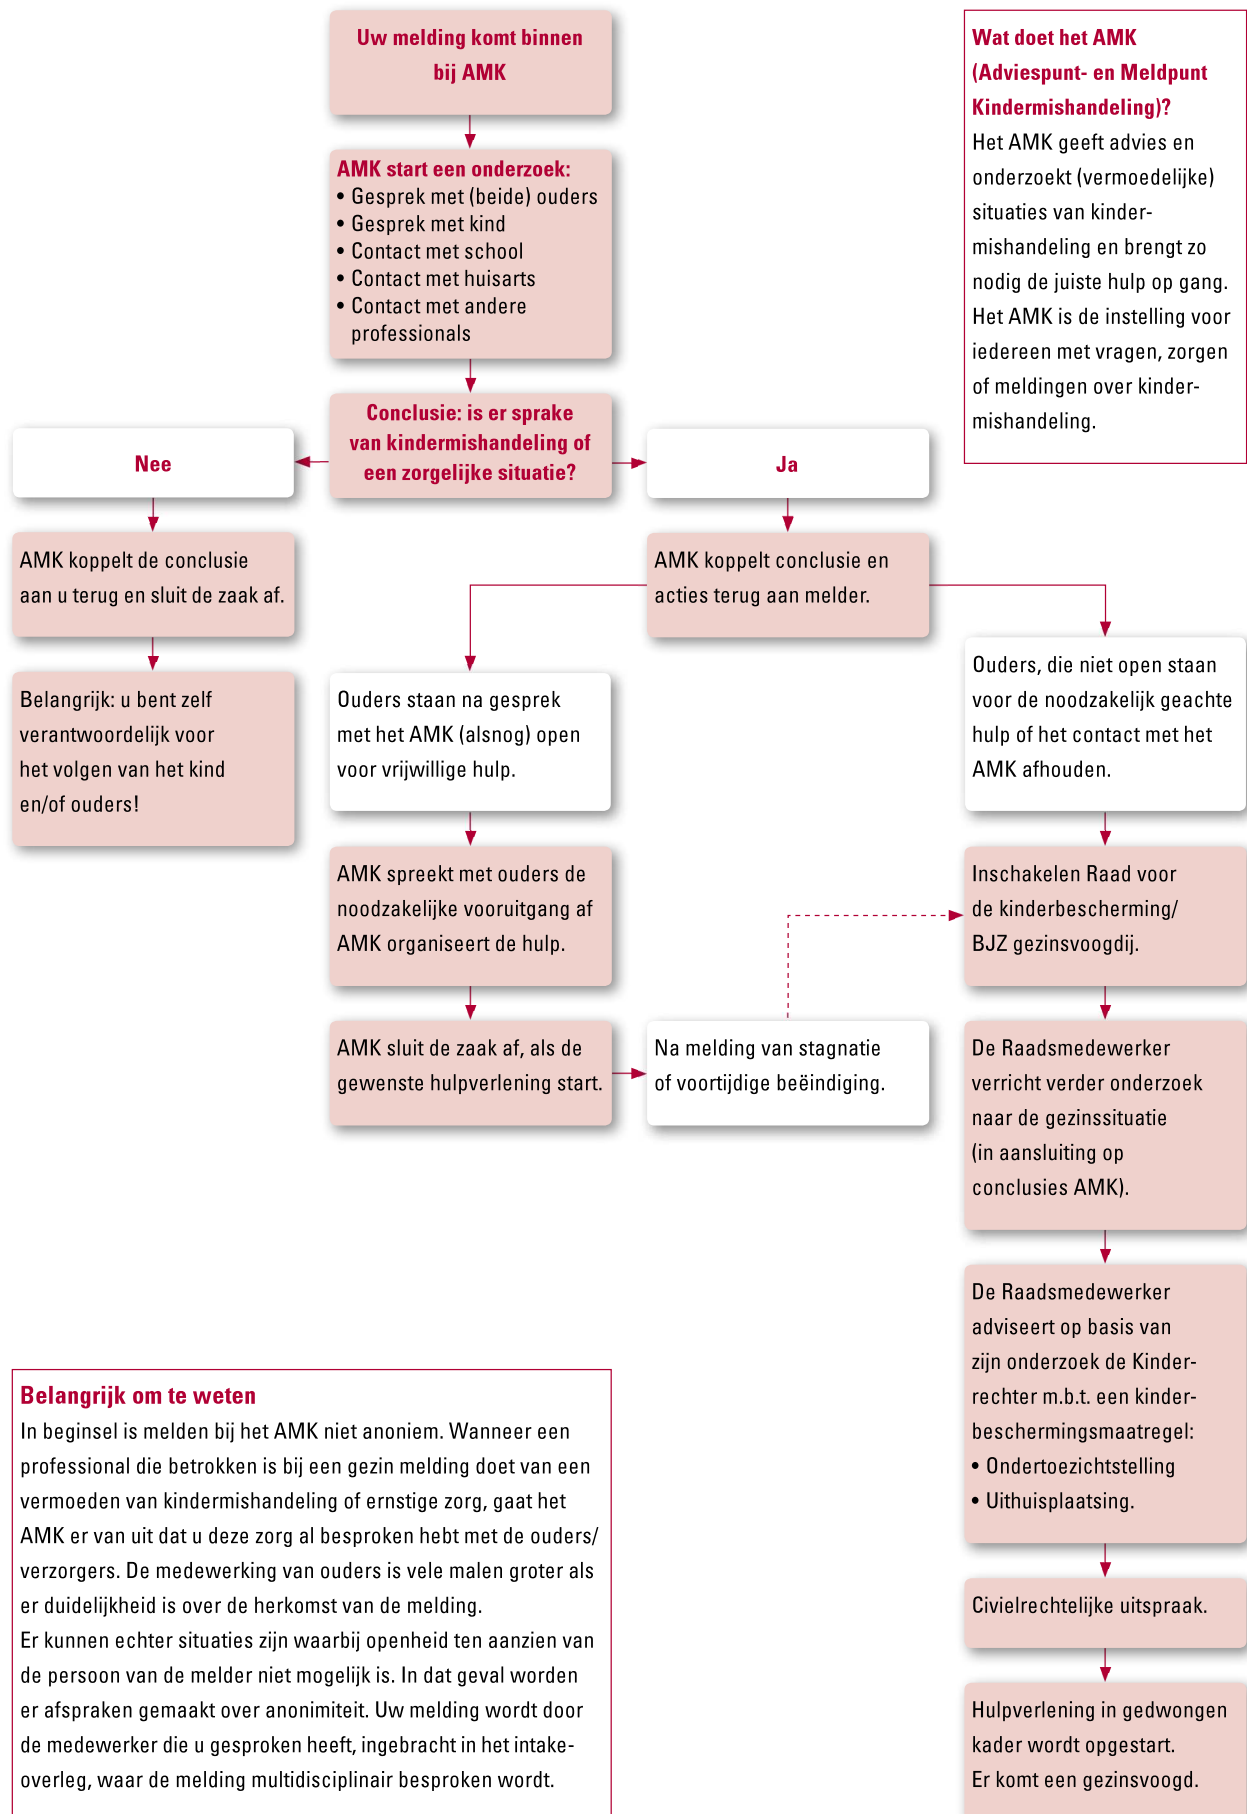 Uw melding komt binnen
bij AMK
Wat doet het AMK
(Adviespunt- en Meldpunt
Kindermishandeling)?
Het AMK geeft advies en
onderzoekt (vermoedelijke)
situaties van kinder-
mishandeling en brengt zo
nodig de juiste hulp op gang.
Het AMK is de instelling voor
iedereen met vragen, zorgen
of meldingen over kinder-
mishandeling.
AMK start een onderzoek:
• Gesprek met (beide) ouders
• Gesprek met kind
• Contact met school
• Contact met huisarts
• Contact met andere
professionals
Conclusie: is er sprake
van kindermishandeling of
een zorgelijke situatie?
Nee
Ja
AMK koppelt de conclusie
aan u terug en sluit de zaak af.
Belangrijk: u bent zelf
verantwoordelijk voor
het volgen van het kind
en/of ouders!
AMK koppelt conclusie en
acties terug aan melder.
Ouders staan na gesprek
met het AMK (alsnog) open
voor vrijwillige hulp.
AMK spreekt met ouders de
noodzakelijke vooruitgang af
AMK organiseert de hulp.
AMK sluit de zaak af, als de
gewenste hulpverlening start.
Na melding van stagnatie
of voortijdige beëindiging.
Ouders, die niet open staan
voor de noodzakelijk geachte
hulp of het contact met het
AMK afhouden.
Inschakelen Raad voor
de kinderbescherming/
BJZ gezinsvoogdij.
De Raadsmedewerker
verricht verder onderzoek
naar de gezinssituatie
(in aansluiting op
conclusies AMK).
De Raadsmedewerker
adviseert op basis van
zijn onderzoek de Kinder-
rechter m.b.t. een kinder-
beschermingsmaatregel:
• Ondertoezichtstelling
• Uithuisplaatsing.
Civielrechtelijke uitspraak.
Hulpverlening in gedwongen
kader wordt opgestart.
Er komt een gezinsvoogd.
Belangrijk om te weten
In beginsel is melden bij het AMK niet anoniem. Wanneer een
professional die betrokken is bij een gezin melding doet van een
vermoeden van kindermishandeling of ernstige zorg, gaat het
AMK er van uit dat u deze zorg al besproken hebt met de ouders/
verzorgers. De medewerking van ouders is vele malen groter als
er duidelijkheid is over de herkomst van de melding.
Er kunnen echter situaties zijn waarbij openheid ten aanzien van
de persoon van de melder niet mogelijk is. In dat geval worden
er afspraken gemaakt over anonimiteit. Uw melding wordt door
de medewerker die u gesproken heeft, ingebracht in het intake-
overleg, waar de melding multidisciplinair besproken wordt.